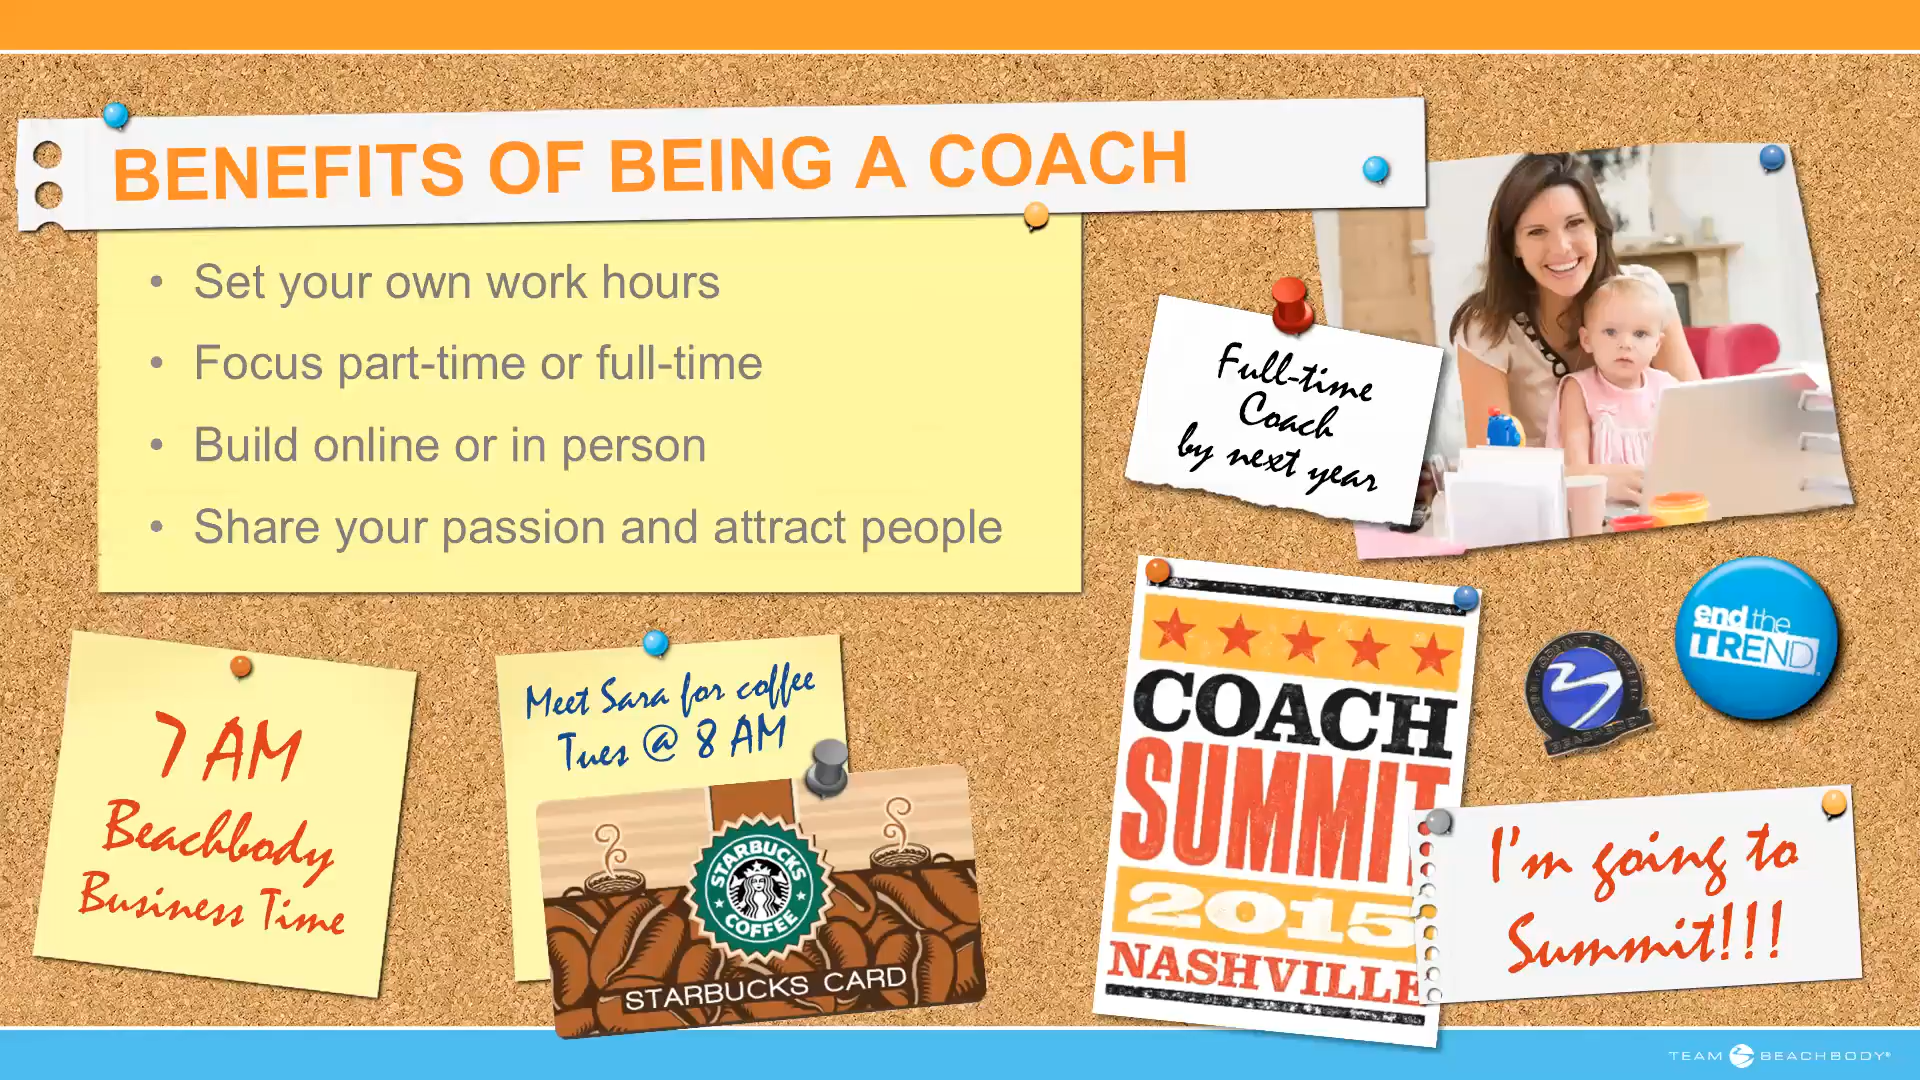 BENEFITS OF BEING A COACH
• Set your own work hours
• Focus part-time or full-time
• Build online or in person
• Share your passion and attract people
Full-time
Coach
by next year
7 AM
Beachbody
Business Time
Meet Sara for coffee
Tues @ 8 AM
STARBUCKS
COFFEE
STARBUCKS CARD
COACH
SUMMIT
2015
NASHVILLE
end the
TREND
I'm going to
Summit!!!
TEAM BEACHBODY®